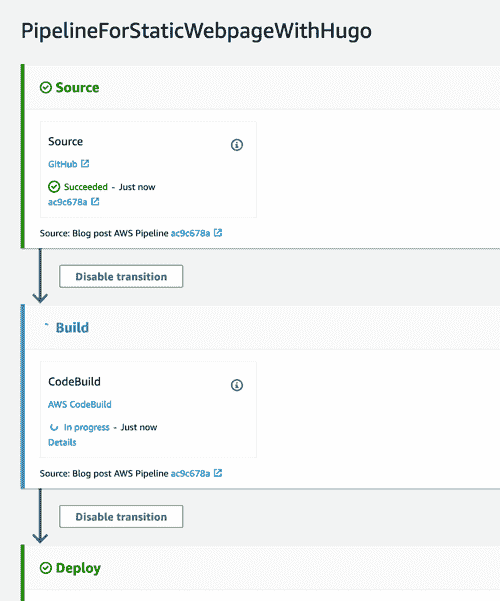 PipelineForStaticWebpageWithHugo
Source
Source
GitHub
Succeeded - Just now
ac9c678a
Source: Blog post AWS Pipeline ac9c678a
Disable transition
Build
CodeBuild
AWS CodeBuild
In progress - Just now
Details
Source: Blog post AWS Pipeline ac9c678a
Disable transition
Deploy